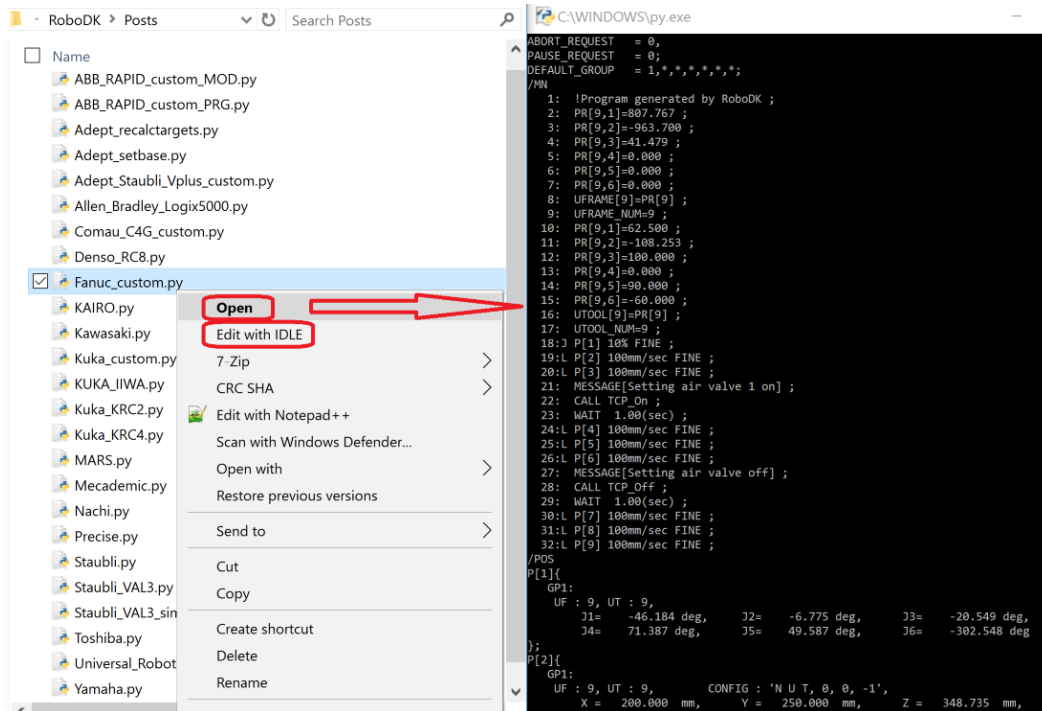 RoboDK > Posts
Search Posts
Name
ABB_RAPID_custom_MOD.py
ABB_RAPID_custom_PRG.py
Adept_recalctargets.py
Adept_setbase.py
Adept_Staubli_Vplus_custom.py
Allen_Bradley_Logix5000.py
Comau_C4G_custom.py
Denso_RC8.py
Fanuc_custom.py
KAIRO.py
Kawasaki.py
Kuka_custom.py
KUKA_IIWA.py
Kuka_KRC2.py
Kuka_KRC4.py
MARS.py
Mecademic.py
Nachi.py
Precise.py
Staubli.py
Staubli_VAL3.py
Staubli_VAL3_sin
Toshiba.py
Universal_Robot
Yamaha.py
Open
Edit with IDLE
7-Zip
CRC SHA
Edit with Notepad++
Scan with Windows Defender...
Open with
Restore previous versions
Send to
Cut
Copy
Create shortcut
Delete
Rename
C:\WINDOWS\py.exe
ABORT_REQUEST = 0,
PAUSE_REQUEST = 0;
DEFAULT_GROUP = 1,*,*,*,*,*,*;
/MN
1: !Program generated by RoboDK ;
2: PR[9,1]=807.767 ;
3: PR[9,2]=-963.700 ;
4: PR[9,3]=41.479 ;
5: PR[9,4]=0.000 ;
6: PR[9,5]=0.000 ;
7: PR[9,6]=0.000 ;
8: UFRAME[9]=PR[9] ;
9: UFRAME_NUM=9 ;
10: PR[9,1]=62.500 ;
11: PR[9,2]=-108.253 ;
12: PR[9,3]=100.000 ;
13: PR[9,4]=0.000 ;
14: PR[9,5]=90.000 ;
15: PR[9,6]=-60.000 ;
16: UTOOL[9]=PR[9] ;
17: UTOOL_NUM=9 ;
18:J P[1] 10% FINE ;
19:L P[2] 100mm/sec FINE ;
20:L P[3] 100mm/sec FINE ;
21: MESSAGE[Setting air valve 1 on] ;
22: CALL TCP_On ;
23: WAIT 1.00(sec) ;
24:L P[4] 100mm/sec FINE ;
25:L P[5] 100mm/sec FINE ;
26:L P[6] 100mm/sec FINE ;
27: MESSAGE[Setting air valve off] ;
28: CALL TCP_Off ;
29: WAIT 1.00(sec) ;
30:L P[7] 100mm/sec FINE ;
31:L P[8] 100mm/sec FINE ;
32:L P[9] 100mm/sec FINE ;
/POS
P[1]{
GP1:
UF : 9, UT : 9,
J1= -46.184 deg, J2= -6.775 deg, J3= -20.549 deg,
J4= 71.387 deg, J5= 49.587 deg, J6= -302.548 deg
};
P[2]{
GP1:
UF : 9, UT : 9, CONFIG : 'N U T, 0, 0, -1',
X = 200.000 mm, Y = 250.000 mm, Z = 348.735 mm,